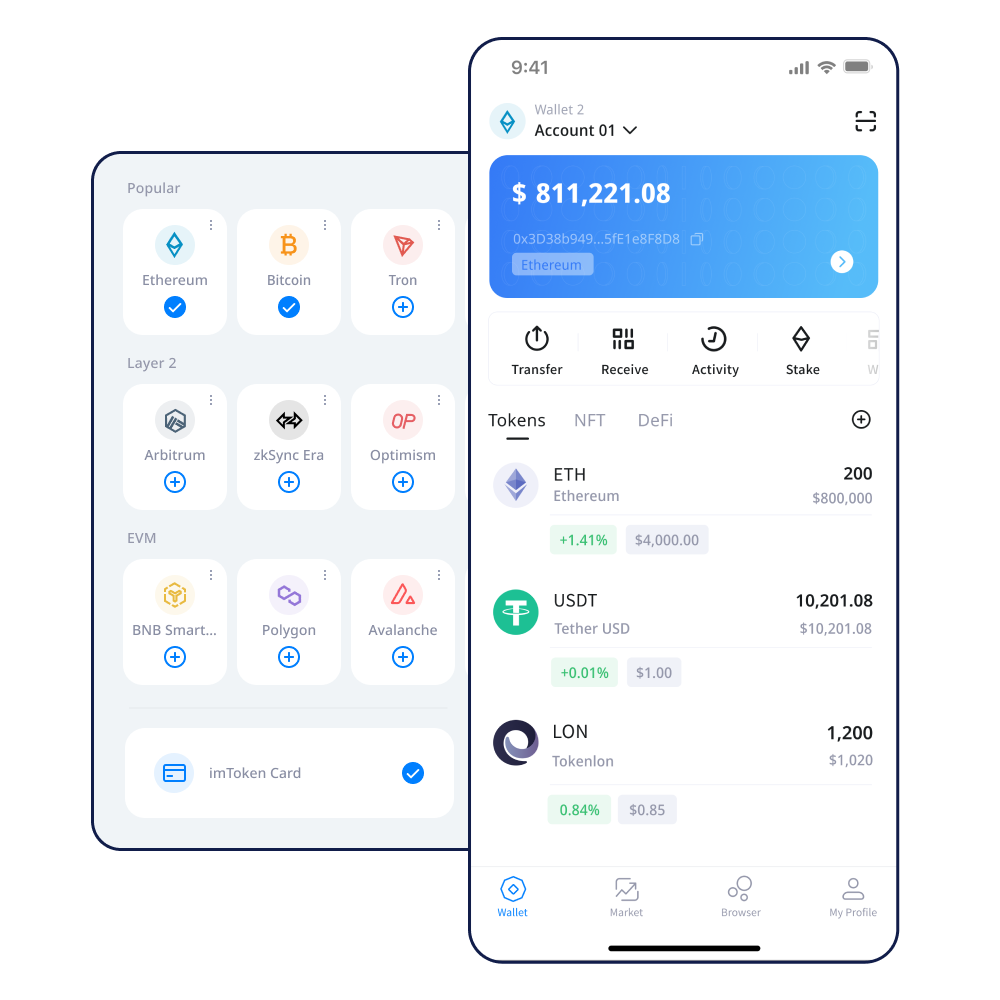 Popular
Ethereum
Bitcoin
Tron
Layer 2
Arbitrum
zkSync Era
OP
Optimism
EVM
BNB Smart...
Polygon
Avalanche
imToken Card
9:41
Wallet 2
Account 01
$ 811,221.08
0x3D38b949...5fE1e8F8D8
Ethereum
Transfer
Receive
Activity
Stake
W
Tokens NFT DeFi
ETH 200
Ethereum $800,000
+1.41% $4,000.00
USDT 10,201.08
Tether USD $10,201.08
+0.01% $1.00
LON 1,200
Tokenlon $1,020
0.84% $0.85
Wallet Market Browser My Profile